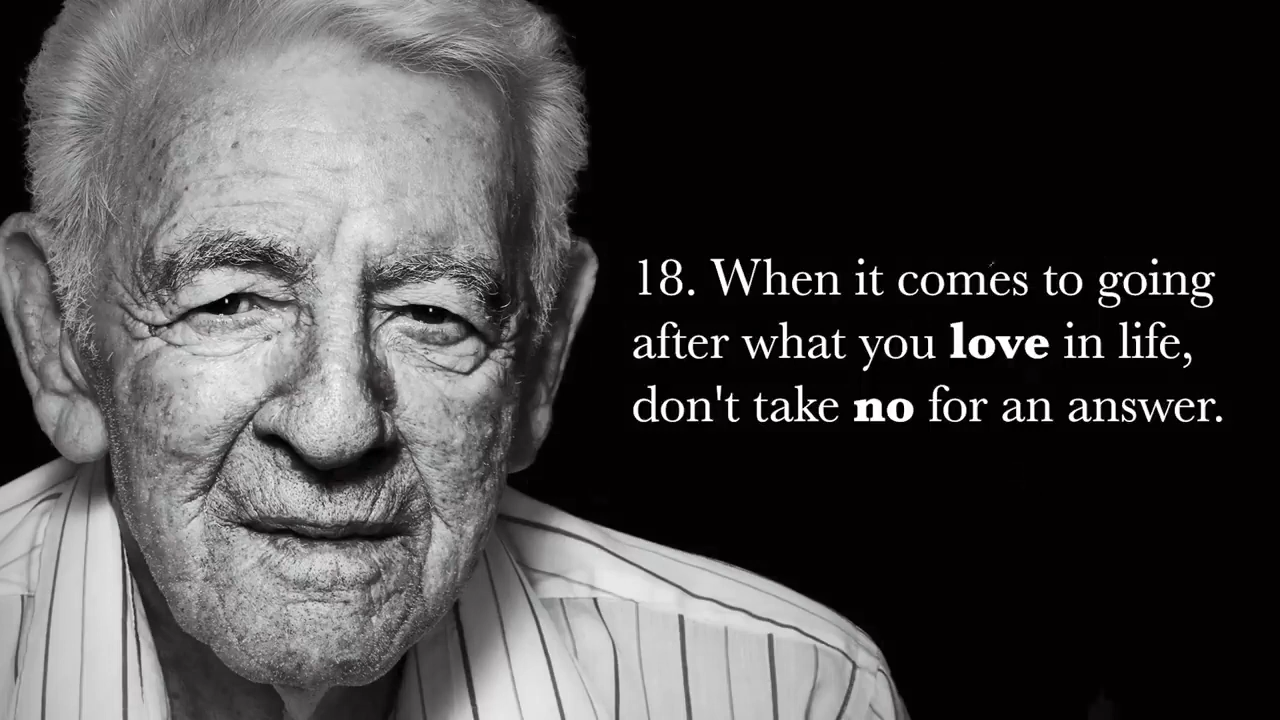 18. When it comes to going
after what you love in life,
don't take no for an answer.